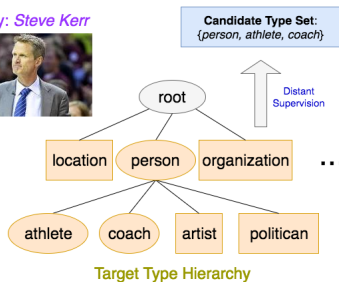 y: Steve Kerr
Candidate Type Set:
{person, athlete, coach}
root
Distant
Supervision
location
person
organization
...
athlete
coach
artist
politican
Target Type Hierarchy